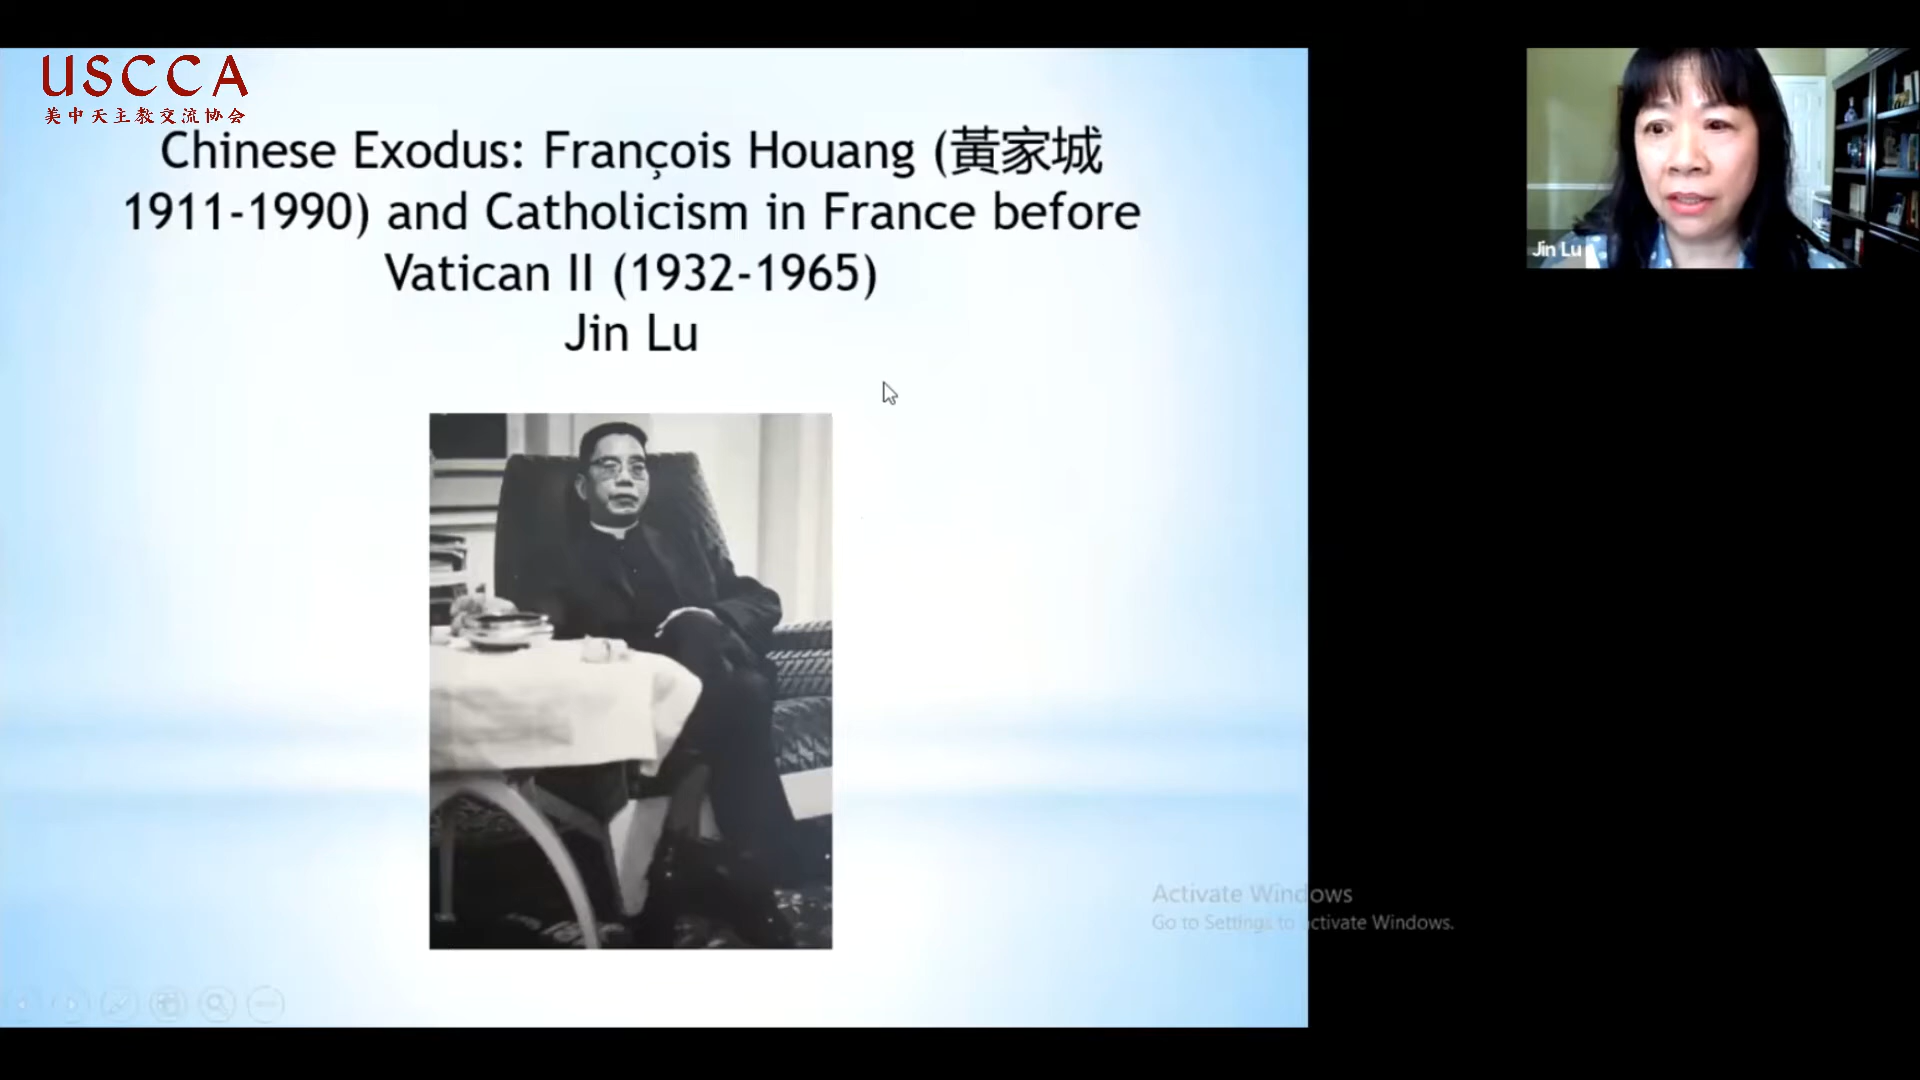 USCCA
美中天主教交流协会
Chinese Exodus: François Houang (黃家城
1911-1990) and Catholicism in France before
Vatican II (1932-1965)
Jin Lu
Jin Lu
Activate Windows
Go to Settings to activate Windows.